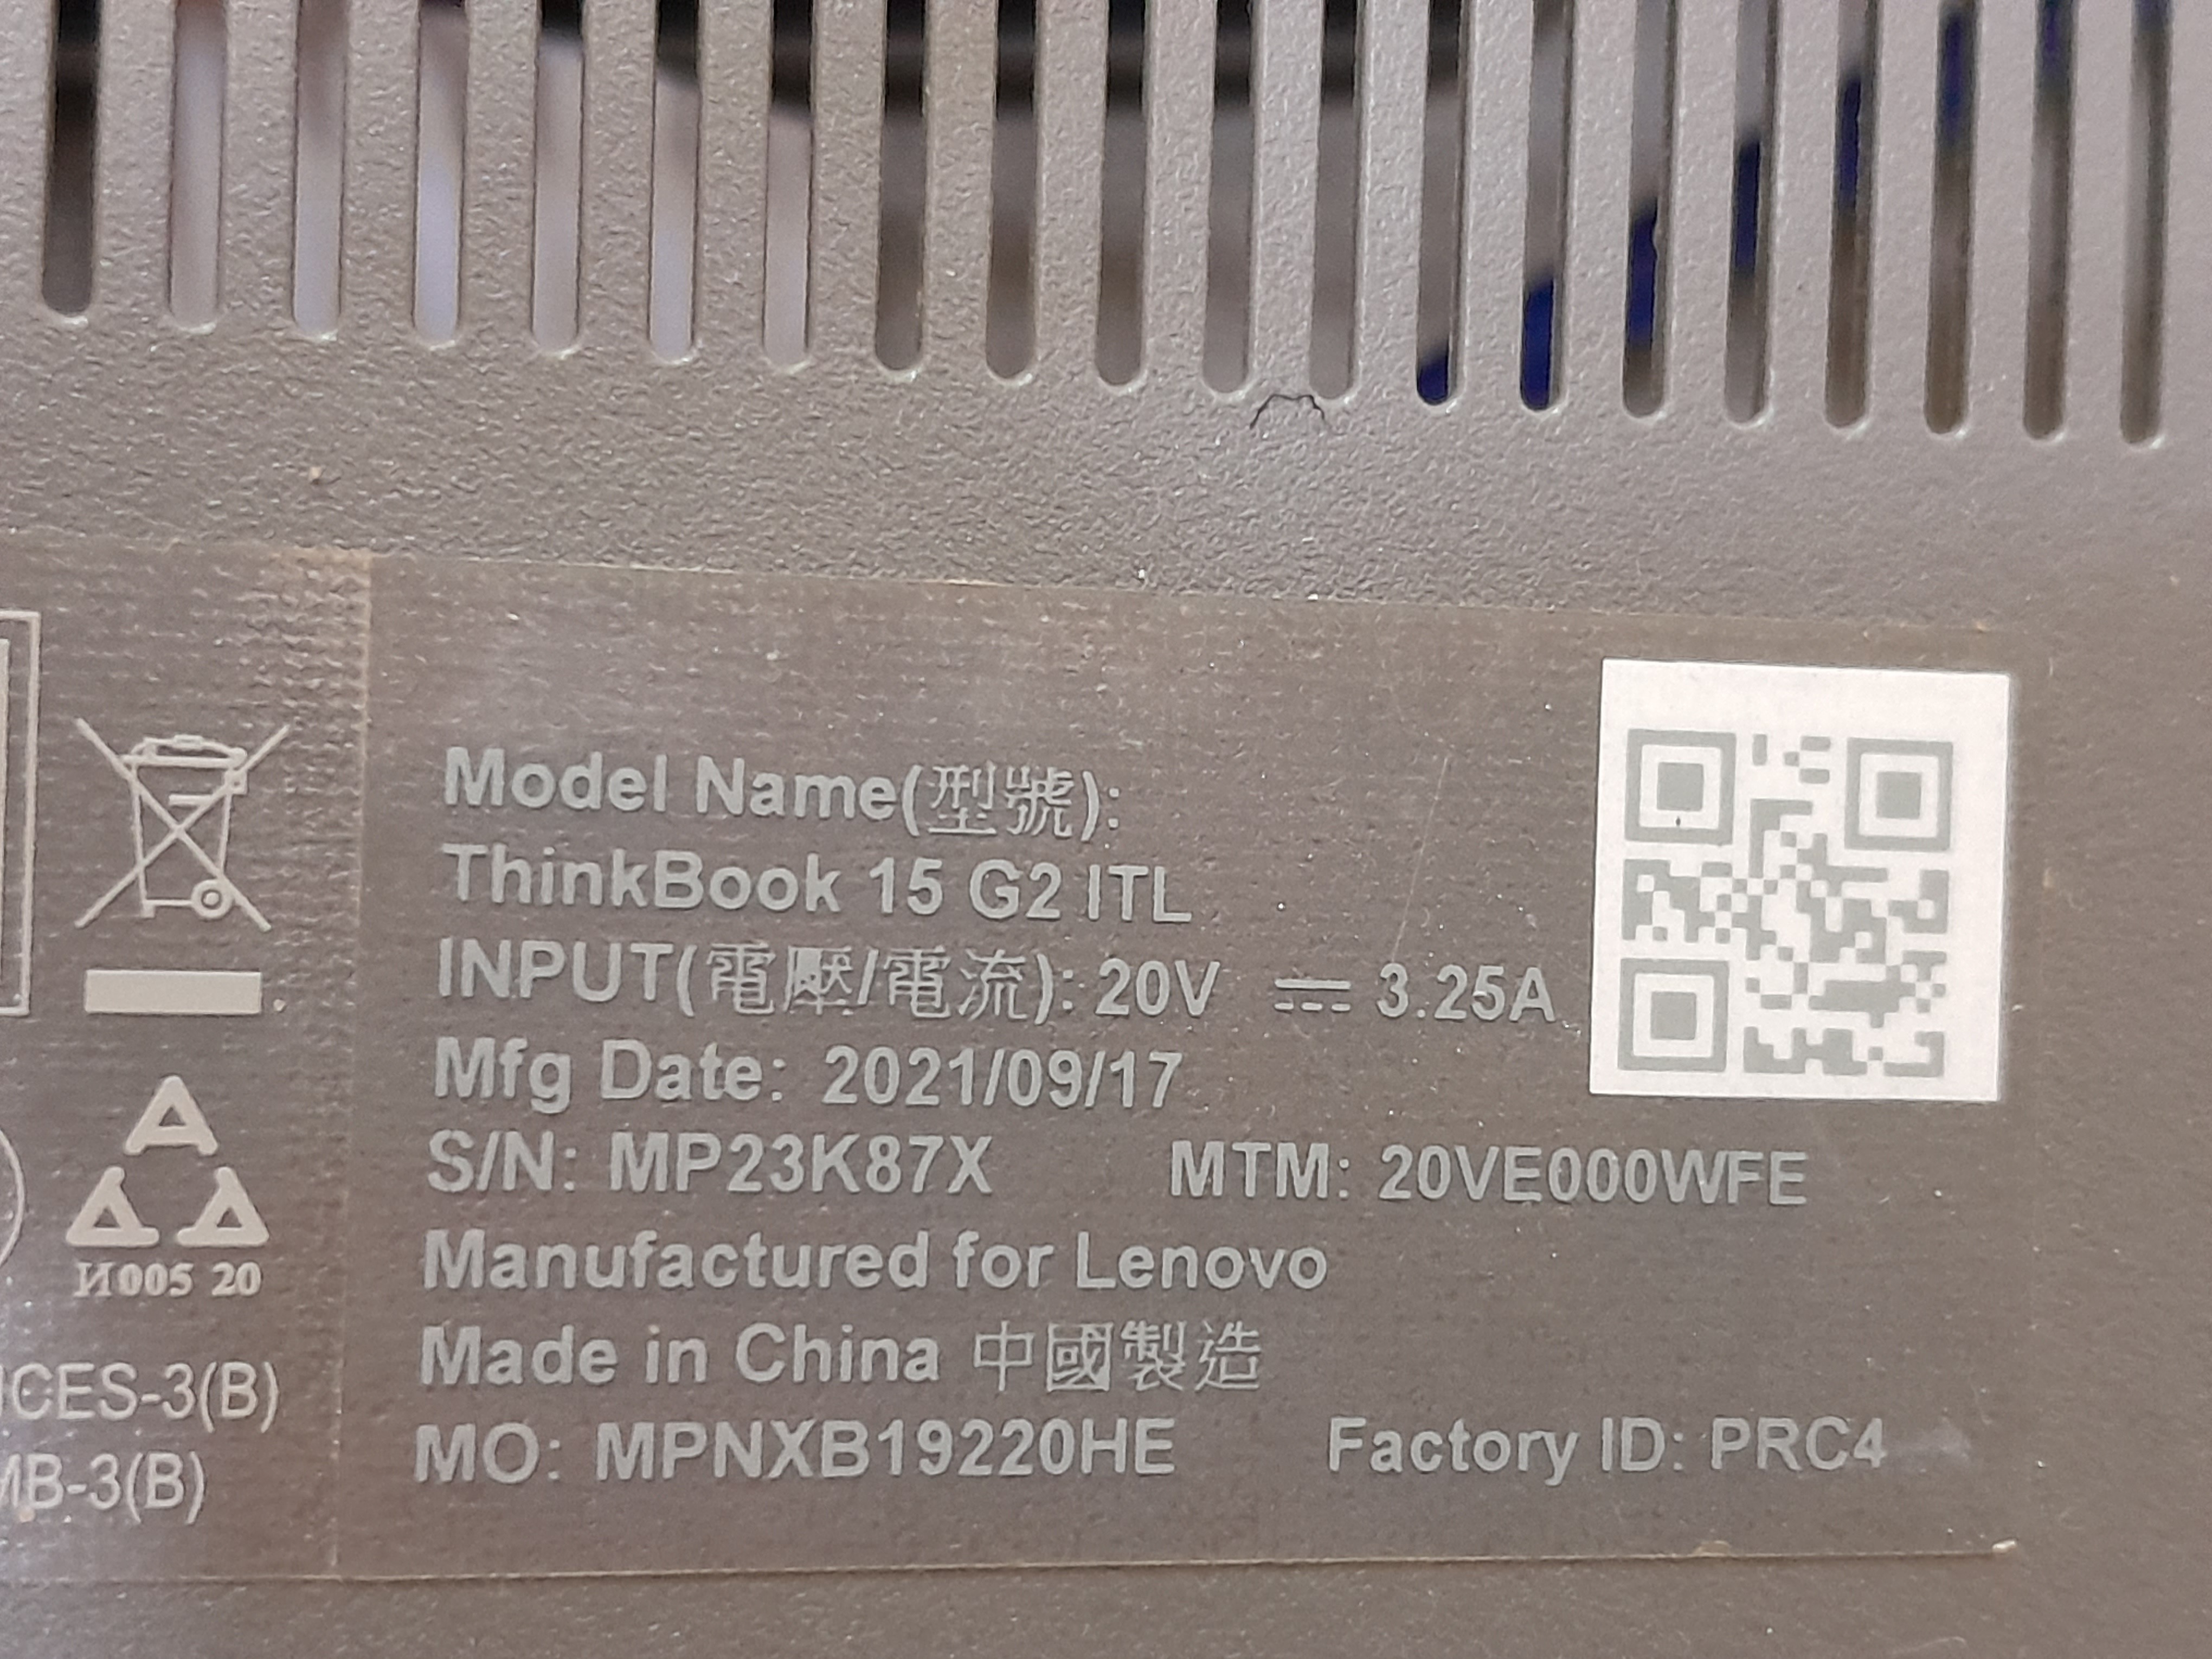 Model Name(型號):
ThinkBook 15 G2 ITL
INPUT(電壓/電流): 20V ⎓ 3.25A
Mfg Date: 2021/09/17
S/N: MP23K87X MTM: 20VE000WFE
Manufactured for Lenovo
Made in China 中國製造
MO: MPNXB19220HE Factory ID: PRC4
И005 20
CES-3(B)
MB-3(B)